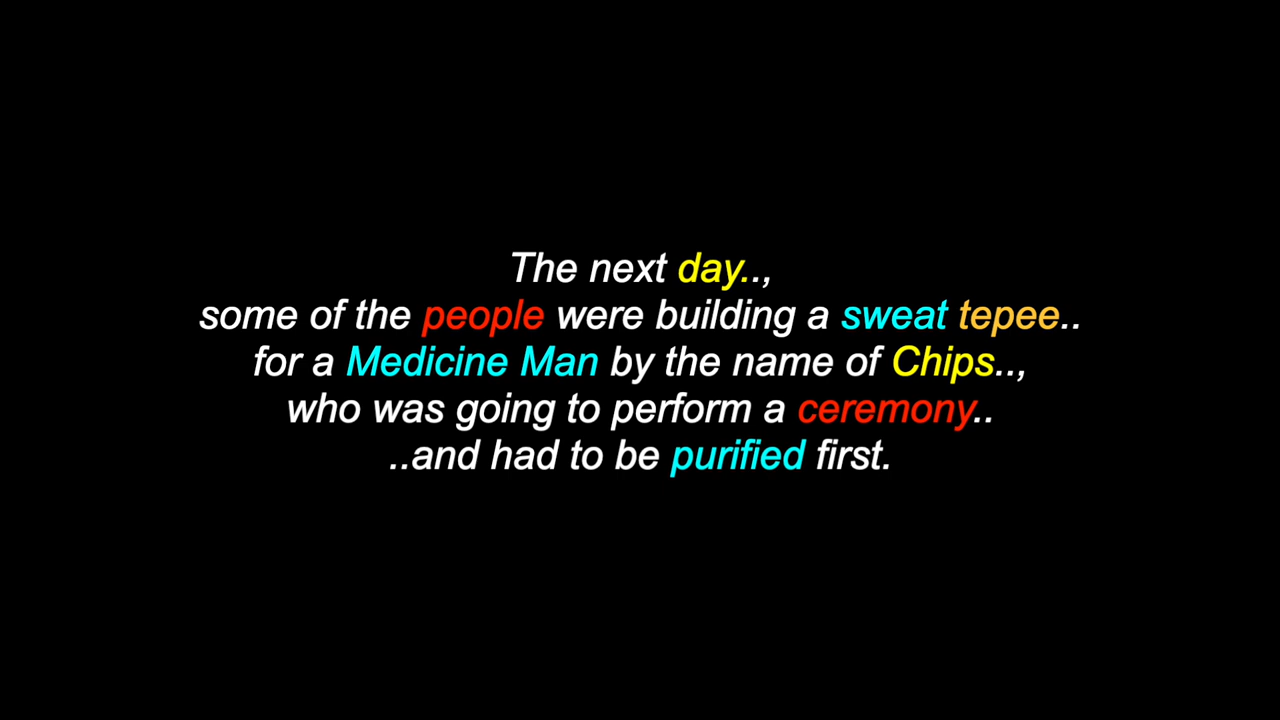 The next day..,
some of the people were building a sweat tepee..
for a Medicine Man by the name of Chips..,
who was going to perform a ceremony..
..and had to be purified first.